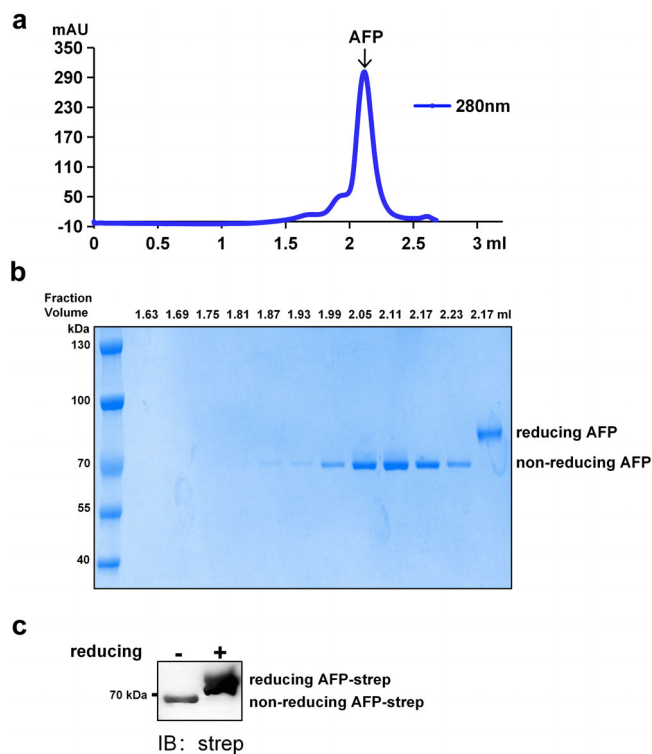 a
mAU
AFP
350
290
230
170
110
50
-10
280nm
0 0.5 1 1.5 2 2.5 3 ml
b
Fraction
Volume
1.63 1.69 1.75 1.81 1.87 1.93 1.99 2.05 2.11 2.17 2.23 2.17 ml
kDa
130
100
reducing AFP
70
non-reducing AFP
55
40
c
reducing - +
reducing AFP-strep
70 kDa
non-reducing AFP-strep
IB: strep